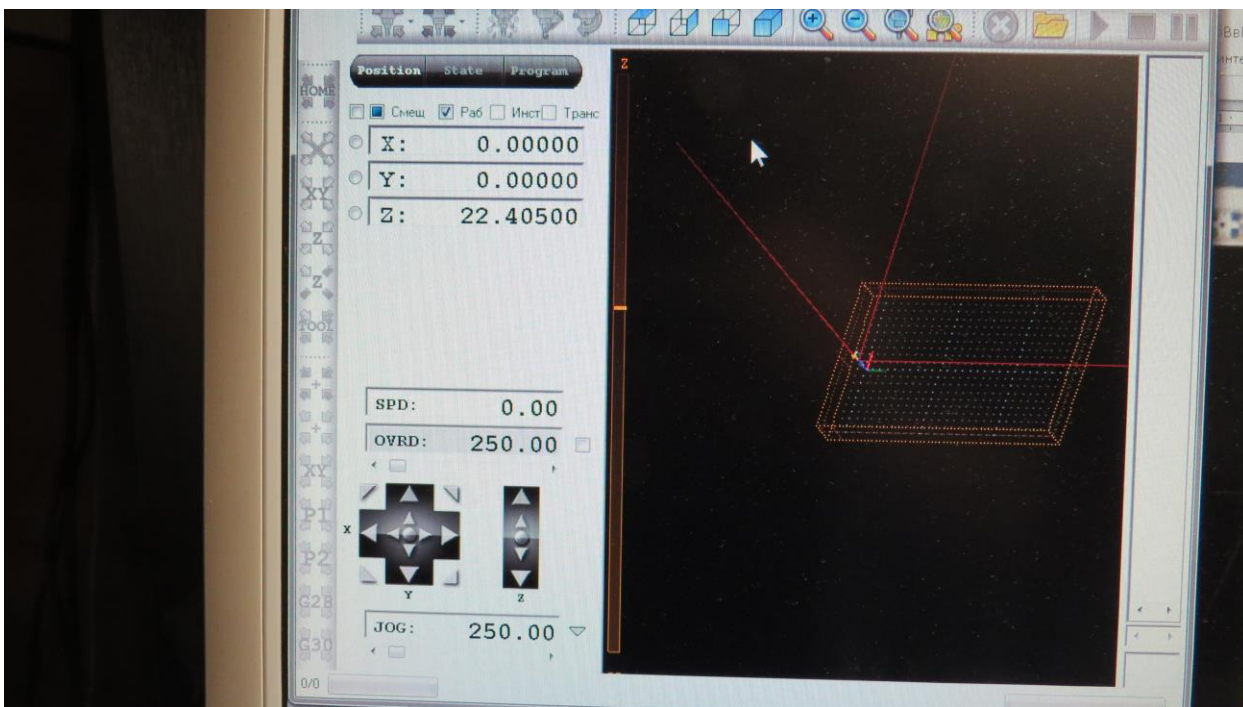 Position State Program
HOME
Смещ Раб Инст Транс
X: 0.00000
XY
Y: 0.00000
Z: 22.40500
Z
Z
Z
TOOL
+
SPD: 0.00
+
OVRD: 250.00
XY
P1
X
P2
Y Z
G28
JOG: 250.00
G30
0/0